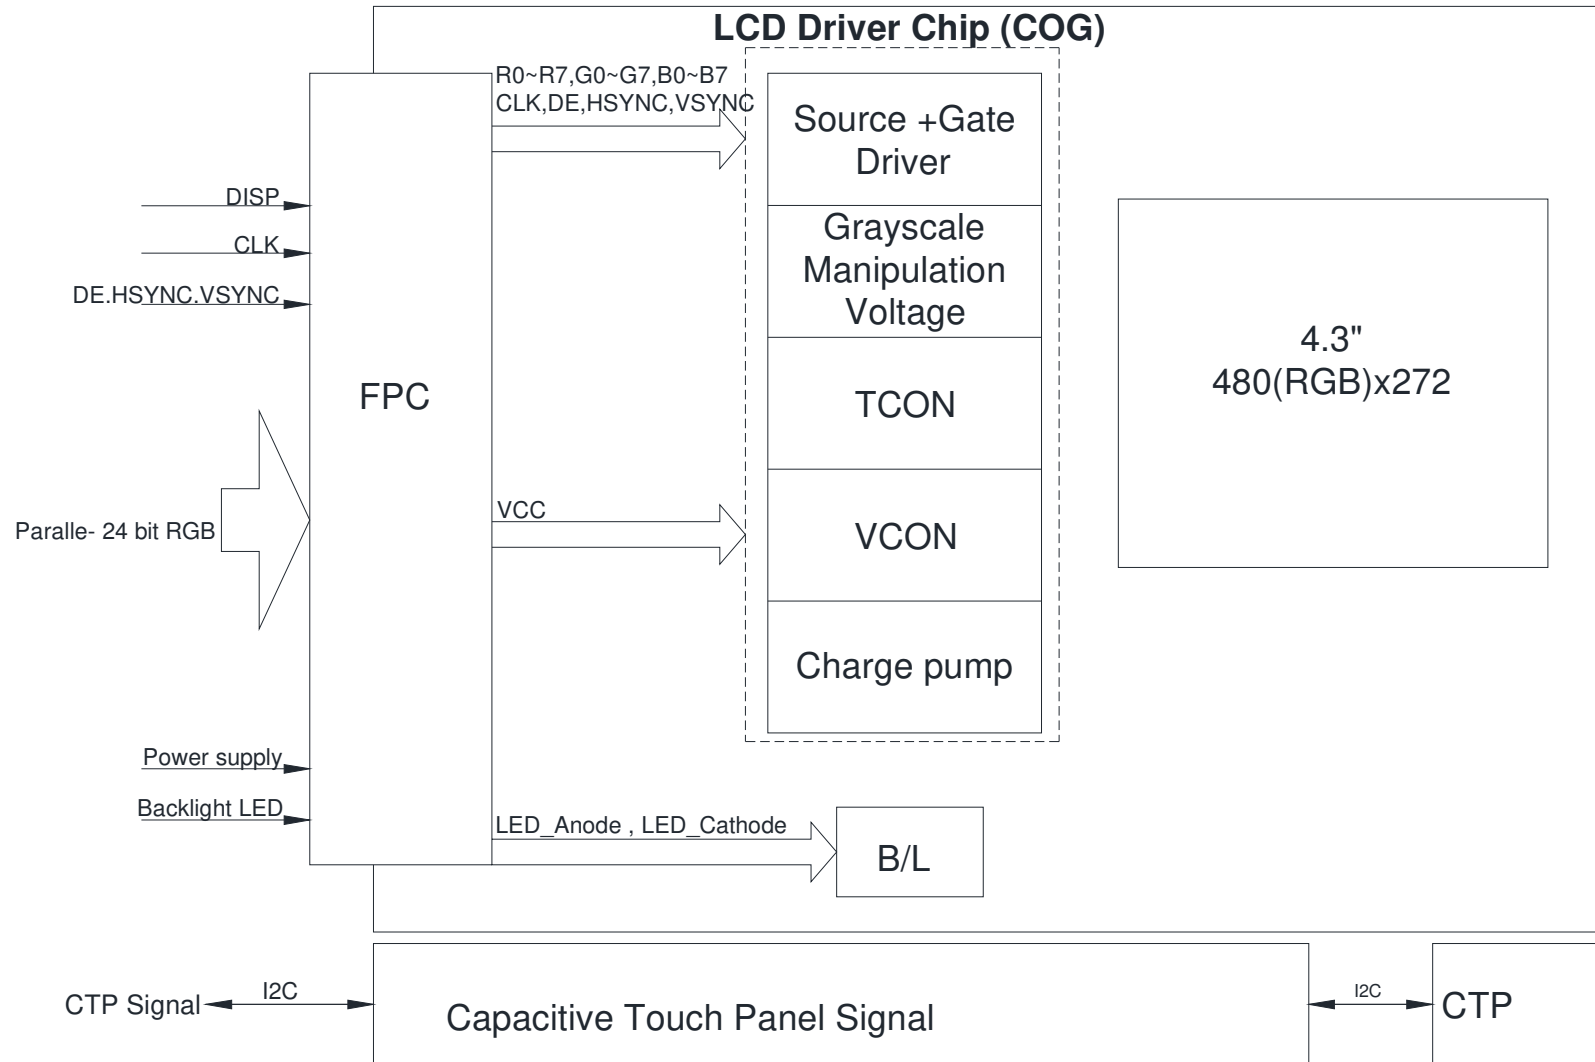 LCD Driver Chip (COG)
R0~R7,G0~G7,B0~B7
CLK,DE,HSYNC,VSYNC
Source +Gate
Driver
DISP
CLK
DE.HSYNC.VSYNC
Grayscale
Manipulation
Voltage
4.3"
480(RGB)x272
FPC
TCON
VCC
Paralle- 24 bit RGB
VCON
Charge pump
Power supply
Backlight LED
LED_Anode , LED_Cathode
B/L
CTP Signal
I2C
Capacitive Touch Panel Signal
I2C
CTP